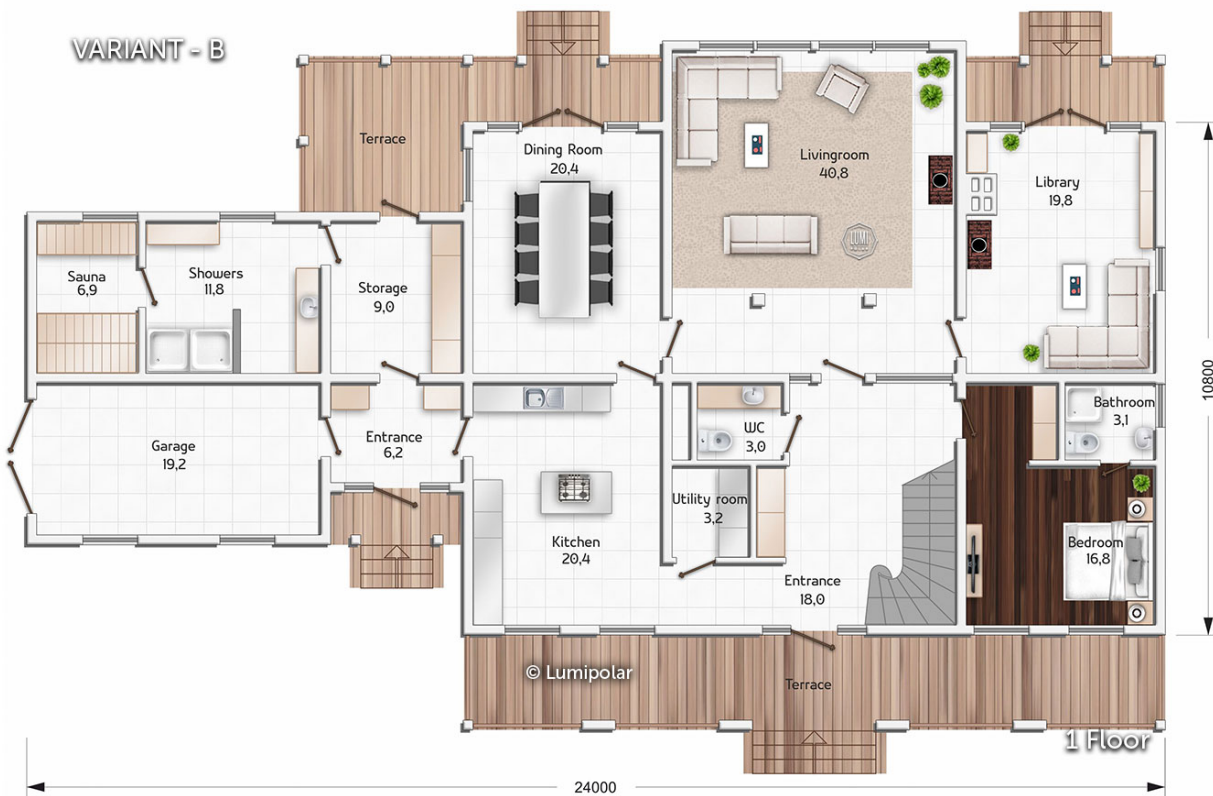 VARIANT - B
Terrace
Dining Room
20,4
Livingroom
40,8
LUMI
Library
19,8
Sauna
6,9
Showers
11,8
Storage
9,0
10800
Garage
19,2
Entrance
6,2
WC
3,0
Bathroom
3,1
Utility room
3,2
Kitchen
20,4
Bedroom
16,8
Entrance
18,0
© Lumipolar
Terrace
1 Floor
24000